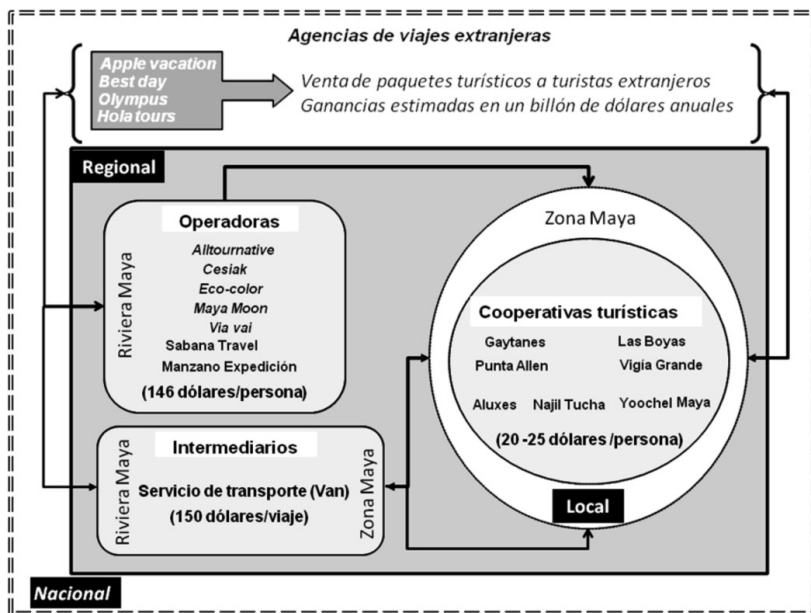 Agencias de viajes extranjeras
Apple vacation
Best day
Olympus
Hola tours
Venta de paquetes turísticos a turistas extranjeros
Ganancias estimadas en un billón de dólares anuales
Regional
Operadoras
Riviera Maya
Alltournative
Cesiak
Eco-color
Maya Moon
Via vai
Sabana Travel
Manzano Expedición
(146 dólares/persona)
Zona Maya
Cooperativas turísticas
Gaytanes Las Boyas
Punta Allen Vigía Grande
Aluxes Najil Tucha Yoochel Maya
(20 -25 dólares /persona)
Local
Intermediarios
Riviera Maya
Servicio de transporte (Van)
(150 dólares/viaje)
Zona Maya
Nacional